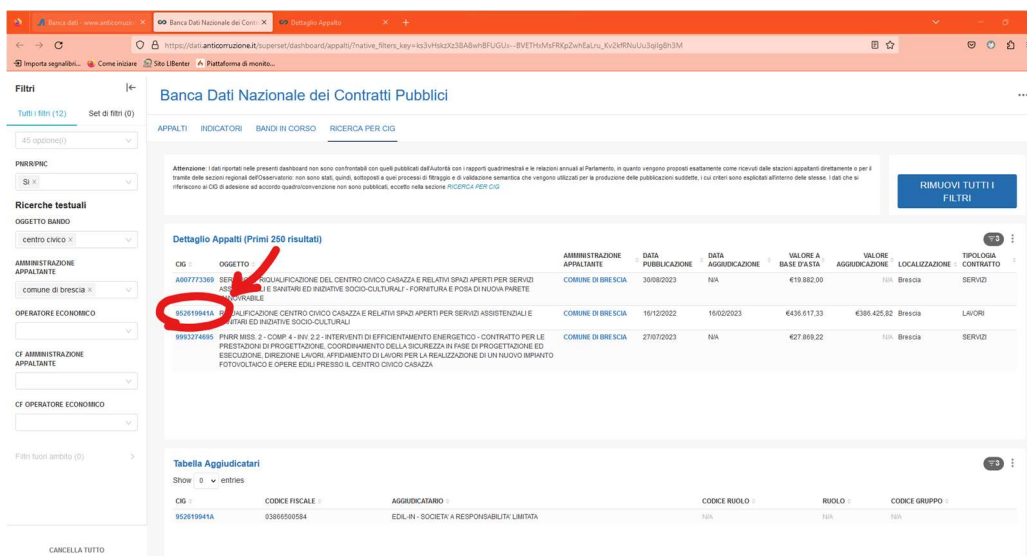 Banca dati - www.anticorruzio
Banca Dati Nazionale dei Contr
Dettaglio Appalto
Importa segnalibri...
Come iniziare
Sito LIBenter
Piattaforma di monito...
Filtri
Tutti i filtri (12)
Set di filtri (0)
45 opzione(i)
PNRR/PNC
Si
Ricerche testuali
OGGETTO BANDO
centro civico
AMMINISTRAZIONE
APPALTANTE
comune di brescia
OPERATORE ECONOMICO
CF AMMINISTRAZIONE
APPALTANTE
CF OPERATORE ECONOMICO
Filtri fuori ambito (0)
CANCELLA TUTTO
Banca Dati Nazionale dei Contratti Pubblici
APPALTI INDICATORI BANDI IN CORSO RICERCA PER CIG
Attenzione: I dati riportati nelle presenti dashboard non sono confrontabili con quelli pubblicati dall'Autorità con i rapporti quadrimestrali e le relazioni annuali al Parlamento, in quanto vengono proposti esattamente come ricevuti dalle stazioni appaltanti direttamente o per il
tramite delle sezioni regionali dell'Osservatorio: non sono stati, quindi, sottoposti a quei processi di filtraggio e di validazione semantica che vengono utilizzati per la produzione delle pubblicazioni suddette, i cui criteri sono esplicitati all'interno delle stesse. I dati che si
riferiscono ai CIG di adesione ad accordo quadro/convenzione non sono pubblicati, eccetto nella sezione RICERCA PER CIG
RIMUOVI TUTTI I
FILTRI
Dettaglio Appalti (Primi 250 risultati)
3
CIG OGGETTO AMMINISTRAZIONE APPALTANTE DATA PUBBLICAZIONE DATA AGGIUDICAZIONE VALORE A BASE D'ASTA VALORE AGGIUDICAZIONE LOCALIZZAZIONE TIPOLOGIA CONTRATTO
A007773369 RIQUALIFICAZIONE DEL CENTRO CIVICO CASAZZA E RELATIVI SPAZI APERTI PER SERVIZI COMUNE DI BRESCIA 30/08/2023 N/A €19.882,00 N/A Brescia SERVIZI
E SANITARI ED INIZIATIVE SOCIO-CULTURALI' - FORNITURA E POSA DI NUOVA PARETE
952619941A CENTRO CIVICO CASAZZA E RELATIVI SPAZI APERTI PER SERVIZI ASSISTENZIALI E COMUNE DI BRESCIA 16/12/2022 16/02/2023 €436.617,33 €386.425,82 Brescia LAVORI
SANITARI ED INIZIATIVE SOCIO-CULTURALI
9993274695 PNRR MISS. 2 - COMP. 4 - INV. 2.2 - INTERVENTI DI EFFICIENTAMENTO ENERGETICO - CONTRATTO PER LE COMUNE DI BRESCIA 27/07/2023 N/A €27.869,22 N/A Brescia SERVIZI
PRESTAZIONI DI PROGETTAZIONE, COORDINAMENTO DELLA SICUREZZA IN FASE DI PROGETTAZIONE ED
ESECUZIONE, DIREZIONE LAVORI, AFFIDAMENTO DI LAVORI PER LA REALIZZAZIONE DI UN NUOVO IMPIANTO
FOTOVOLTAICO E OPERE EDILI PRESSO IL CENTRO CIVICO CASAZZA
Tabella Aggiudicatari
3
Show 0 entries
CIG CODICE FISCALE AGGIUDICATARIO CODICE RUOLO RUOLO CODICE GRUPPO
952619941A 03866500584 EDIL-IN - SOCIETA' A RESPONSABILITA' LIMITATA N/A N/A N/A